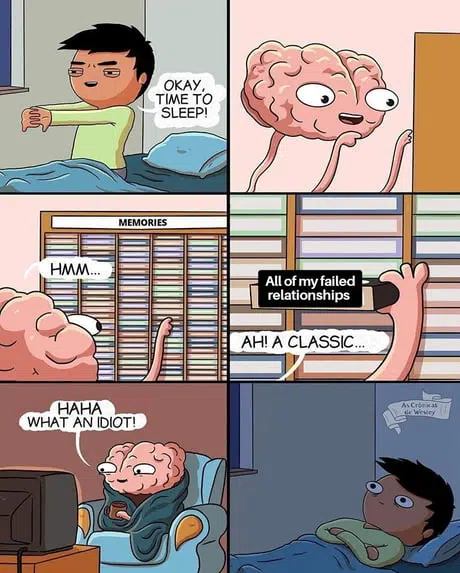 OKAY,
TIME TO
SLEEP!
MEMORIES
HMM...
All of my failed
relationships
AH! A CLASSIC...
HAHA
WHAT AN IDIOT!
As Crônicas
de Wesley